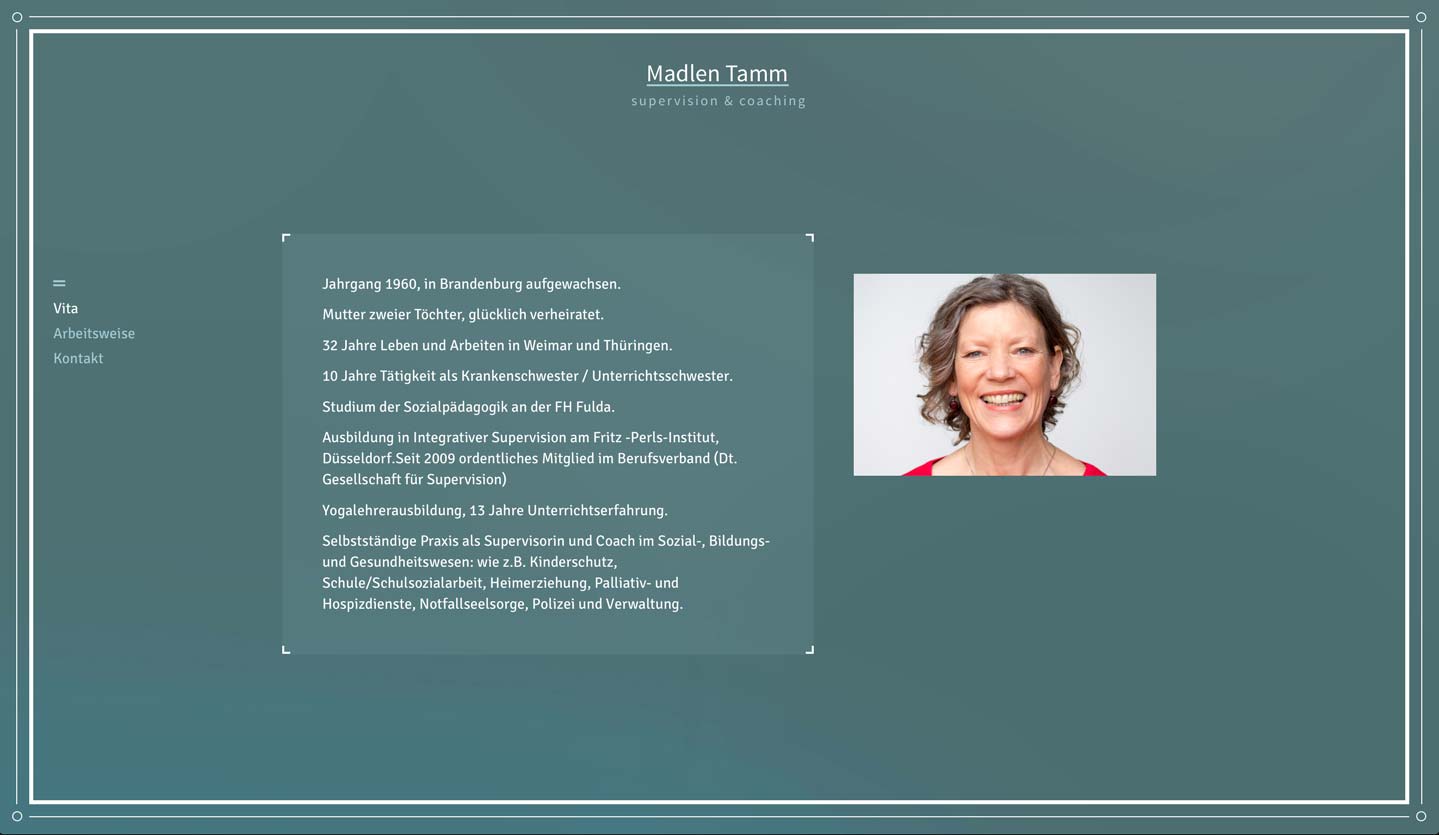 Madlen Tamm
supervision & coaching
Vita
Arbeitsweise
Kontakt
Jahrgang 1960, in Brandenburg aufgewachsen.
Mutter zweier Töchter, glücklich verheiratet.
32 Jahre Leben und Arbeiten in Weimar und Thüringen.
10 Jahre Tätigkeit als Krankenschwester / Unterrichtsschwester.
Studium der Sozialpädagogik an der FH Fulda.
Ausbildung in Integrativer Supervision am Fritz -Perls-Institut,
Düsseldorf.Seit 2009 ordentliches Mitglied im Berufsverband (Dt.
Gesellschaft für Supervision)
Yogalehrerausbildung, 13 Jahre Unterrichtserfahrung.
Selbstständige Praxis als Supervisorin und Coach im Sozial-, Bildungs-
und Gesundheitswesen: wie z.B. Kinderschutz,
Schule/Schulsozialarbeit, Heimerziehung, Palliativ- und
Hospizdienste, Notfallseelsorge, Polizei und Verwaltung.